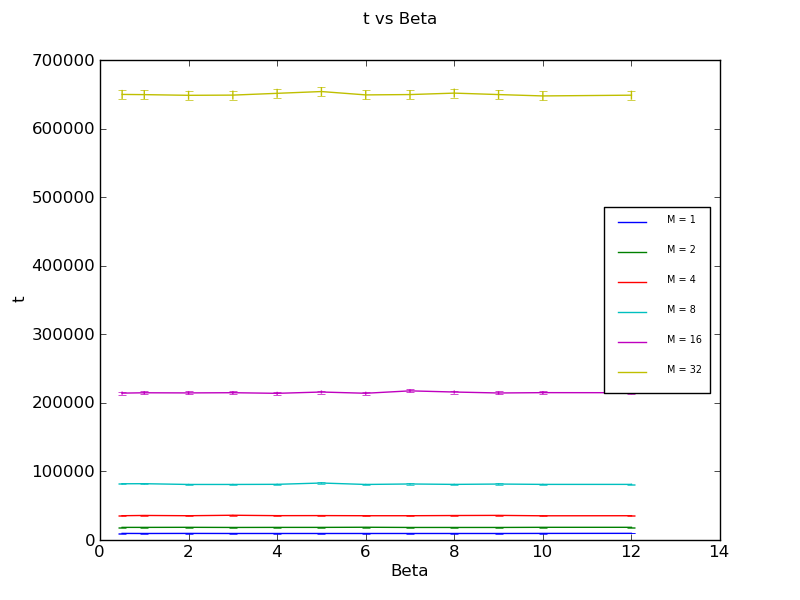 t vs Beta
700000
600000
500000
400000
300000
200000
100000
0
t
M = 1
M = 2
M = 4
M = 8
M = 16
M = 32
0 2 4 6 8 10 12 14
Beta